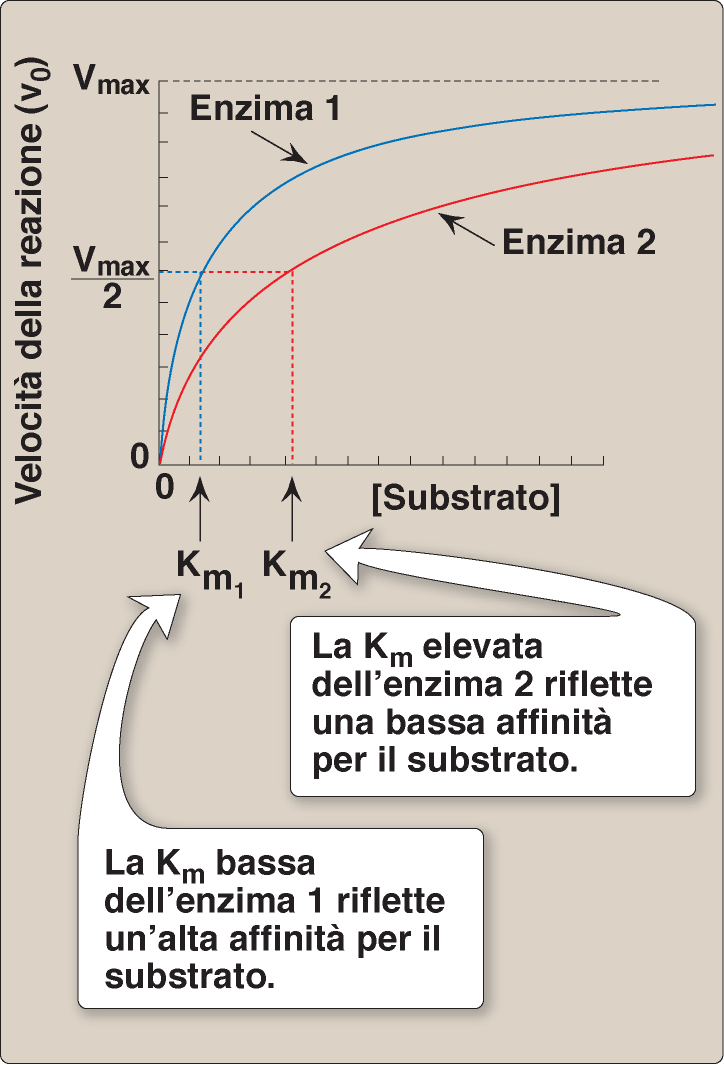 Velocità della reazione (v0)
Vmax
Enzima 1
Enzima 2
Vmax
2
0
0
[Substrato]
Km1
Km2
La Km elevata
dell'enzima 2 riflette
una bassa affinità
per il substrato.
La Km bassa
dell'enzima 1 riflette
un'alta affinità per il
substrato.